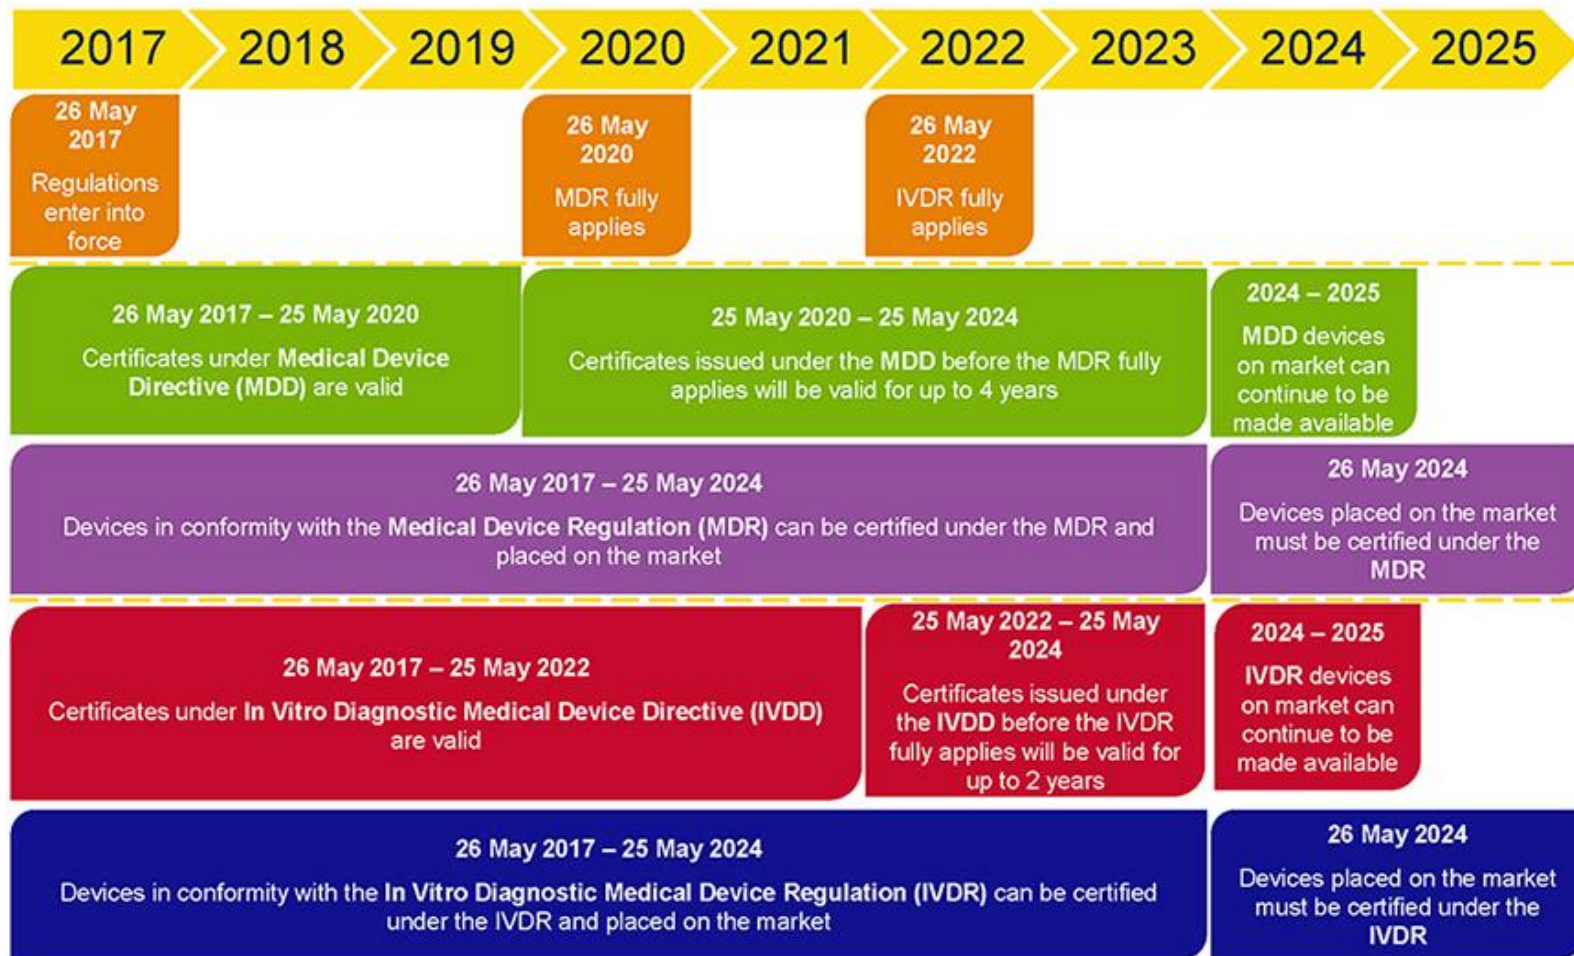 2017 2018 2019 2020 2021 2022 2023 2024 2025
26 May
2017
Regulations
enter into
force
26 May
2020
MDR fully
applies
26 May
2022
IVDR fully
applies
26 May 2017 – 25 May 2020
Certificates under Medical Device
Directive (MDD) are valid
25 May 2020 – 25 May 2024
Certificates issued under the MDD before the MDR fully
applies will be valid for up to 4 years
2024 – 2025
MDD devices
on market can
continue to be
made available
26 May 2017 – 25 May 2024
Devices in conformity with the Medical Device Regulation (MDR) can be certified under the MDR and
placed on the market
26 May 2024
Devices placed on the market
must be certified under the
MDR
26 May 2017 – 25 May 2022
Certificates under In Vitro Diagnostic Medical Device Directive (IVDD)
are valid
25 May 2022 – 25 May
2024
Certificates issued under
the IVDD before the IVDR
fully applies will be valid for
up to 2 years
2024 – 2025
IVDR devices
on market can
continue to be
made available
26 May 2017 – 25 May 2024
Devices in conformity with the In Vitro Diagnostic Medical Device Regulation (IVDR) can be certified
under the IVDR and placed on the market
26 May 2024
Devices placed on the market
must be certified under the
IVDR